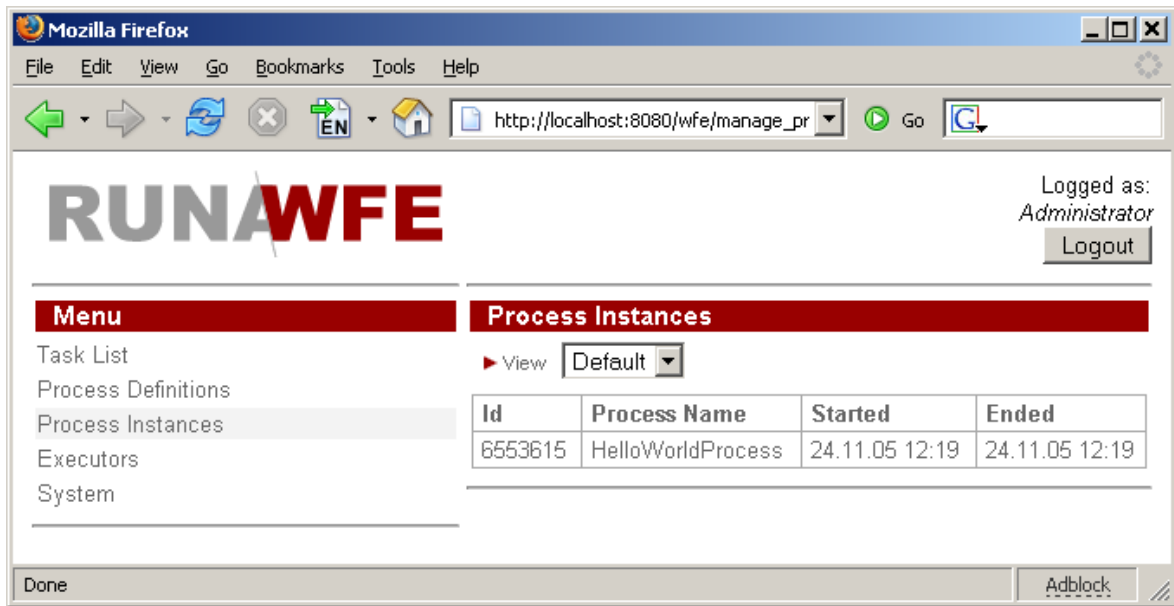 Mozilla Firefox
File Edit View Go Bookmarks Tools Help
EN http://localhost:8080/wfe/manage_pr Go G
RUNAWFE
Logged as:
Administrator
Logout
Menu
Task List
Process Definitions
Process Instances
Executors
System
Process Instances
View Default
Id Process Name Started Ended
6553615 HelloWorldProcess 24.11.05 12:19 24.11.05 12:19
Done Adblock